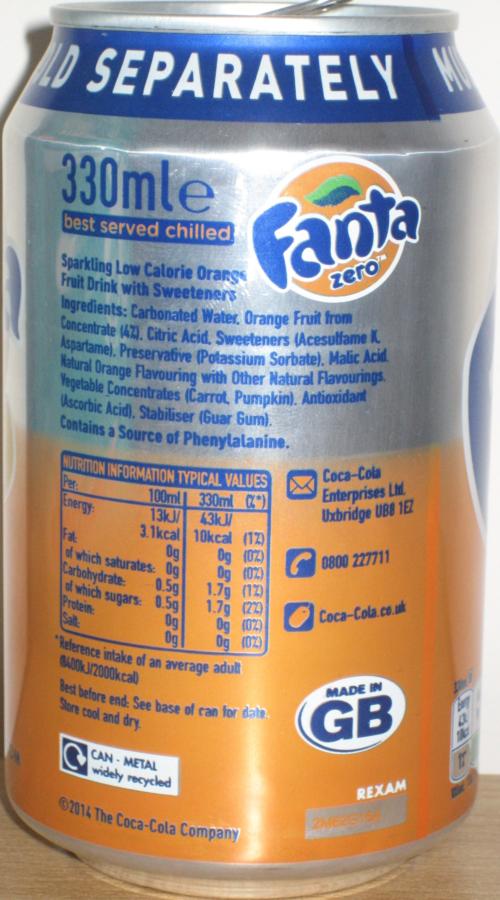 LD SEPARATELY MU
330ml e
best served chilled
Fanta
zero™
Sparkling Low Calorie Orange
Fruit Drink with Sweeteners
Ingredients: Carbonated Water, Orange Fruit from
Concentrate (4%), Citric Acid, Sweeteners (Acesulfame K,
Aspartame), Preservative (Potassium Sorbate), Malic Acid,
Natural Orange Flavouring with Other Natural Flavourings,
Vegetable Concentrates (Carrot, Pumpkin), Antioxidant
(Ascorbic Acid), Stabiliser (Guar Gum).
Contains a Source of Phenylalanine.
NUTRITION INFORMATION TYPICAL VALUES
Per: 100ml 330ml (%*)
Energy: 13kJ/ 43kJ/
3.1kcal 10kcal (1%)
Fat: 0g 0g (0%)
of which saturates: 0g 0g (0%)
Carbohydrate: 0.5g 1.7g (1%)
of which sugars: 0.5g 1.7g (2%)
Protein: 0g 0g (0%)
Salt: 0g 0g (0%)
*Reference intake of an average adult
(8400kJ/2000kcal)
Best before end: See base of can for date.
Store cool and dry.
Coca-Cola
Enterprises Ltd,
Uxbridge UB8 1EZ
0800 227711
Coca-Cola.co.uk
MADE IN
GB
CAN - METAL
widely recycled
REXAM
©2014 The Coca-Cola Company